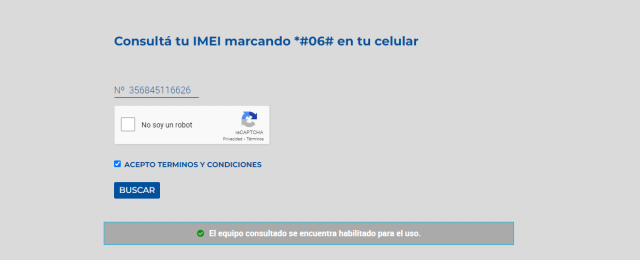 Consultá tu IMEI marcando *#06# en tu celular
Nº 356845116626
No soy un robot
reCAPTCHA
Privacidad - Términos
ACEPTO TERMINOS Y CONDICIONES
BUSCAR
El equipo consultado se encuentra habilitado para el uso.